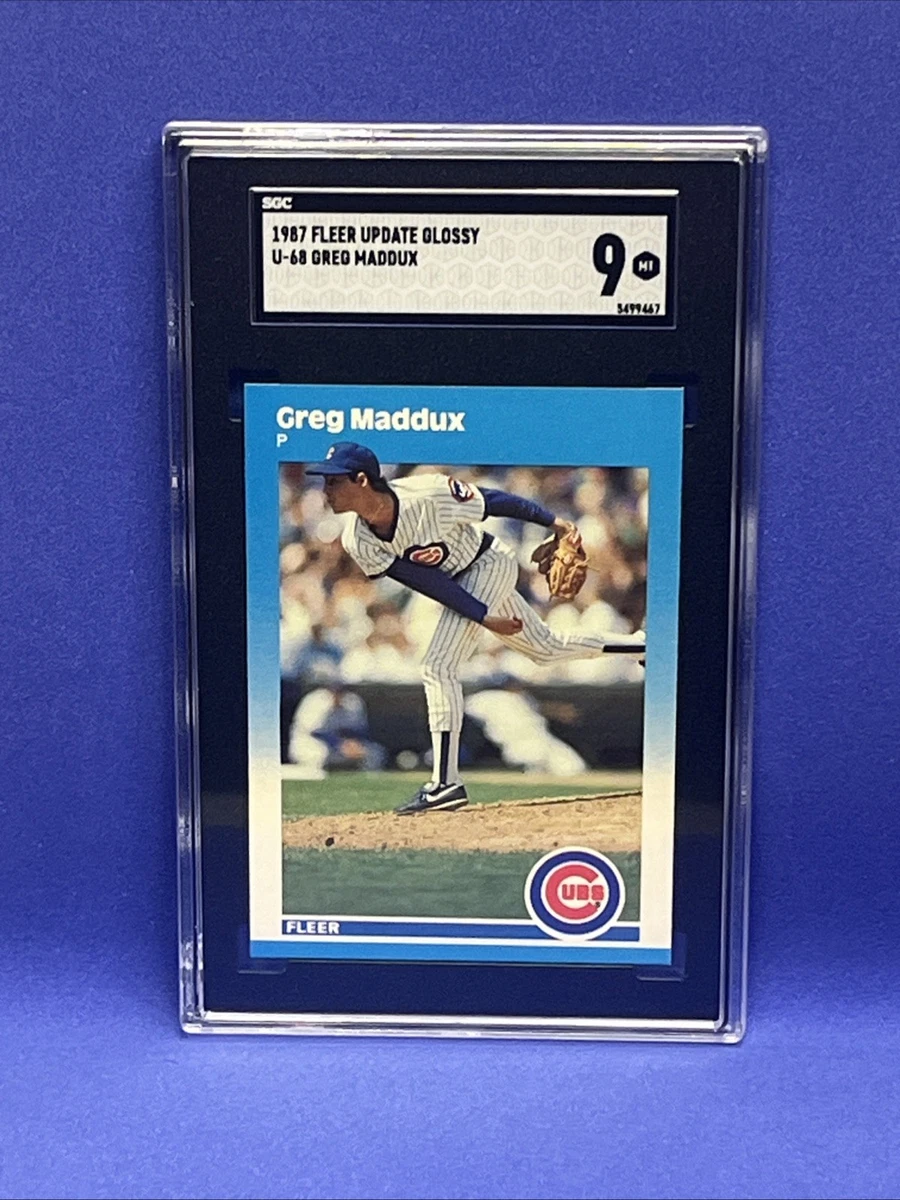 SGC
1987 FLEER UPDATE GLOSSY
U-68 GREG MADDUX
9 MT
5499467
Greg Maddux
P
CUBS
FLEER